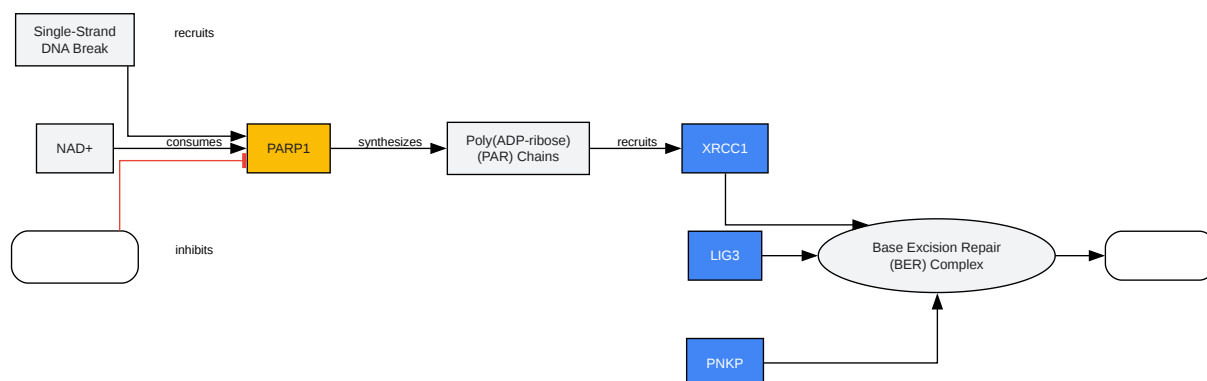 Single-Strand
DNA Break
recruits
NAD+
consumes
PARP1
synthesizes
Poly(ADP-ribose)
(PAR) Chains
recruits
XRCC1
inhibits
LIG3
Base Excision Repair
(BER) Complex
PNKP